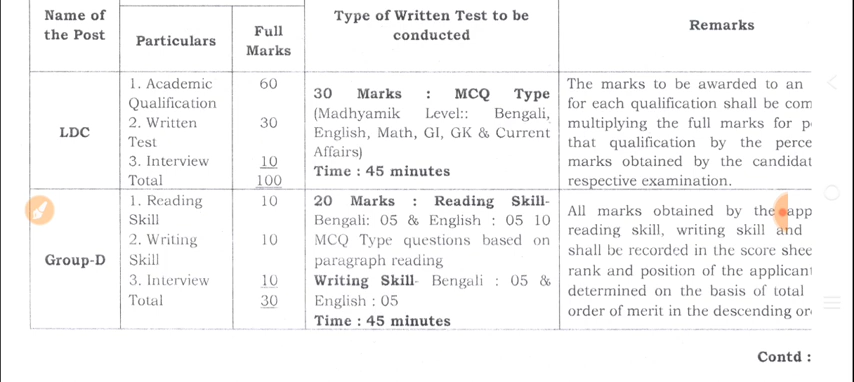 Name of
the Post
Particulars
Full
Marks
Type of Written Test to be
conducted
Remarks
LDC
1. Academic 60
Qualification
2. Written 30
Test
3. Interview 10
Total 100
30 Marks : MCQ Type
(Madhyamik Level:: Bengali,
English, Math, GI, GK & Current
Affairs)
Time : 45 minutes
The marks to be awarded to an
for each qualification shall be com
multiplying the full marks for p
that qualification by the perce
marks obtained by the candidat
respective examination.
Group-D
1. Reading 10
Skill
2. Writing 10
Skill
3. Interview 10
Total 30
20 Marks : Reading Skill-
Bengali: 05 & English : 05 10
MCQ Type questions based on
paragraph reading
Writing Skill- Bengali : 05 &
English : 05
Time : 45 minutes
All marks obtained by the app
reading skill, writing skill and
shall be recorded in the score shee
rank and position of the applicant
determined on the basis of total
order of merit in the descending or
Contd :